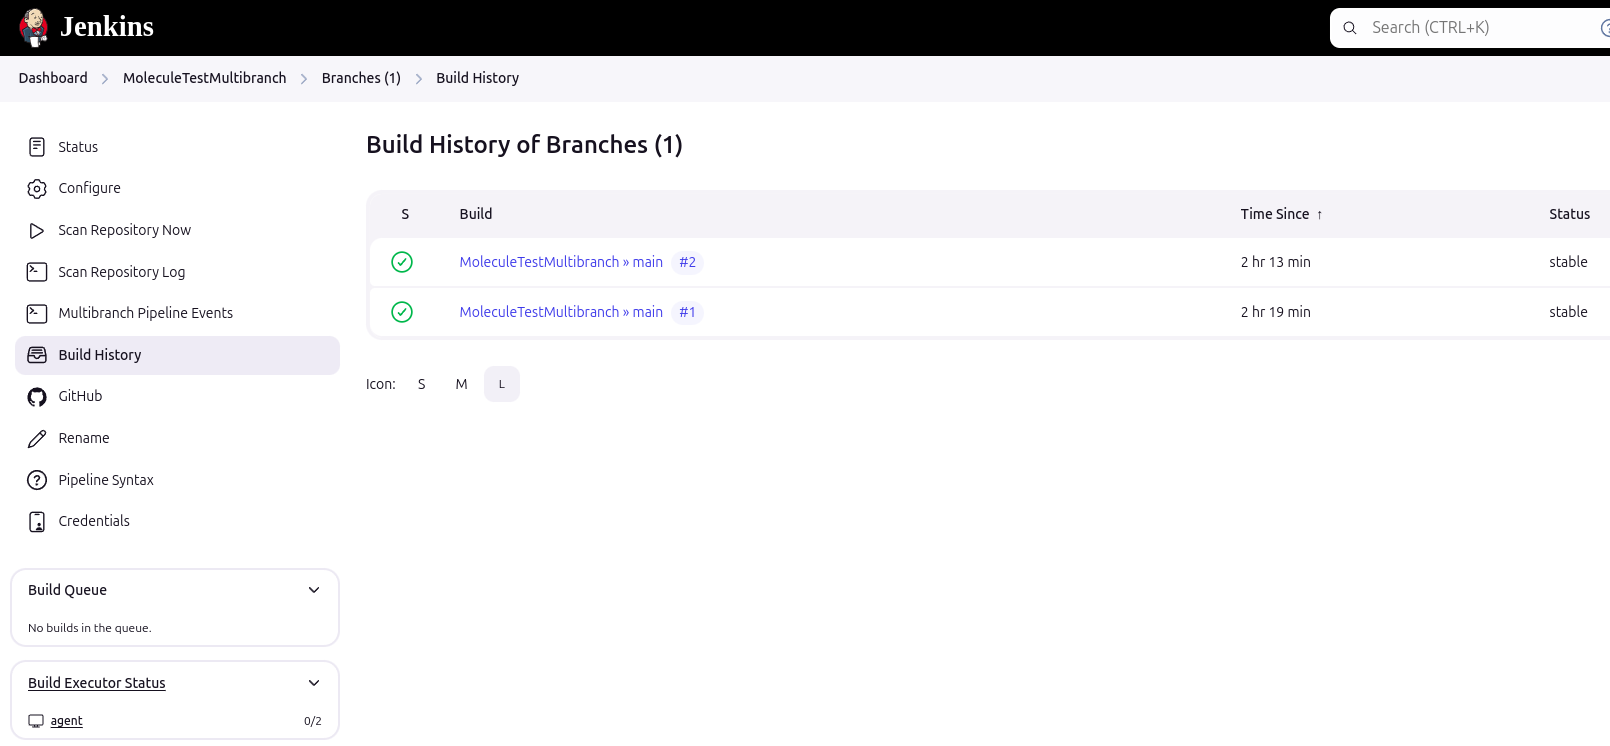 Jenkins
Search (CTRL+K)
Dashboard > MoleculeTestMultibranch > Branches (1) > Build History
Status
Configure
Scan Repository Now
Scan Repository Log
Multibranch Pipeline Events
Build History
GitHub
Rename
Pipeline Syntax
Credentials
Build Queue
No builds in the queue.
Build Executor Status
agent 0/2
Build History of Branches (1)
S Build Time Since ↑ Status
MoleculeTestMultibranch » main #2 2 hr 13 min stable
MoleculeTestMultibranch » main #1 2 hr 19 min stable
Icon: S M L